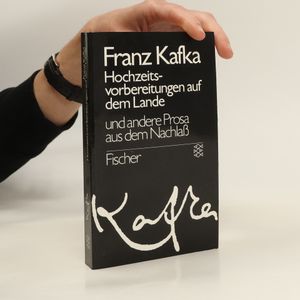 Franz Kafka
Hochzeits-
vorbereitungen auf
dem Lande
und andere Prosa
aus dem Nachlaß
Fischer
Kafka